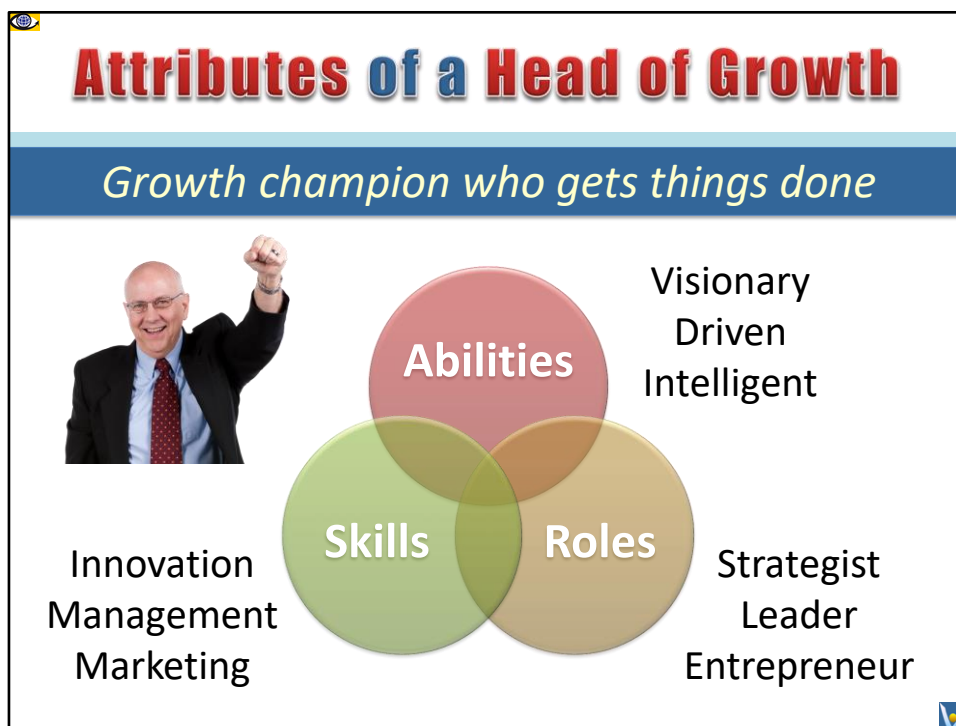 Attributes of a Head of Growth
Growth champion who gets things done
Abilities
Visionary
Driven
Intelligent
Skills
Innovation
Management
Marketing
Roles
Strategist
Leader
Entrepreneur